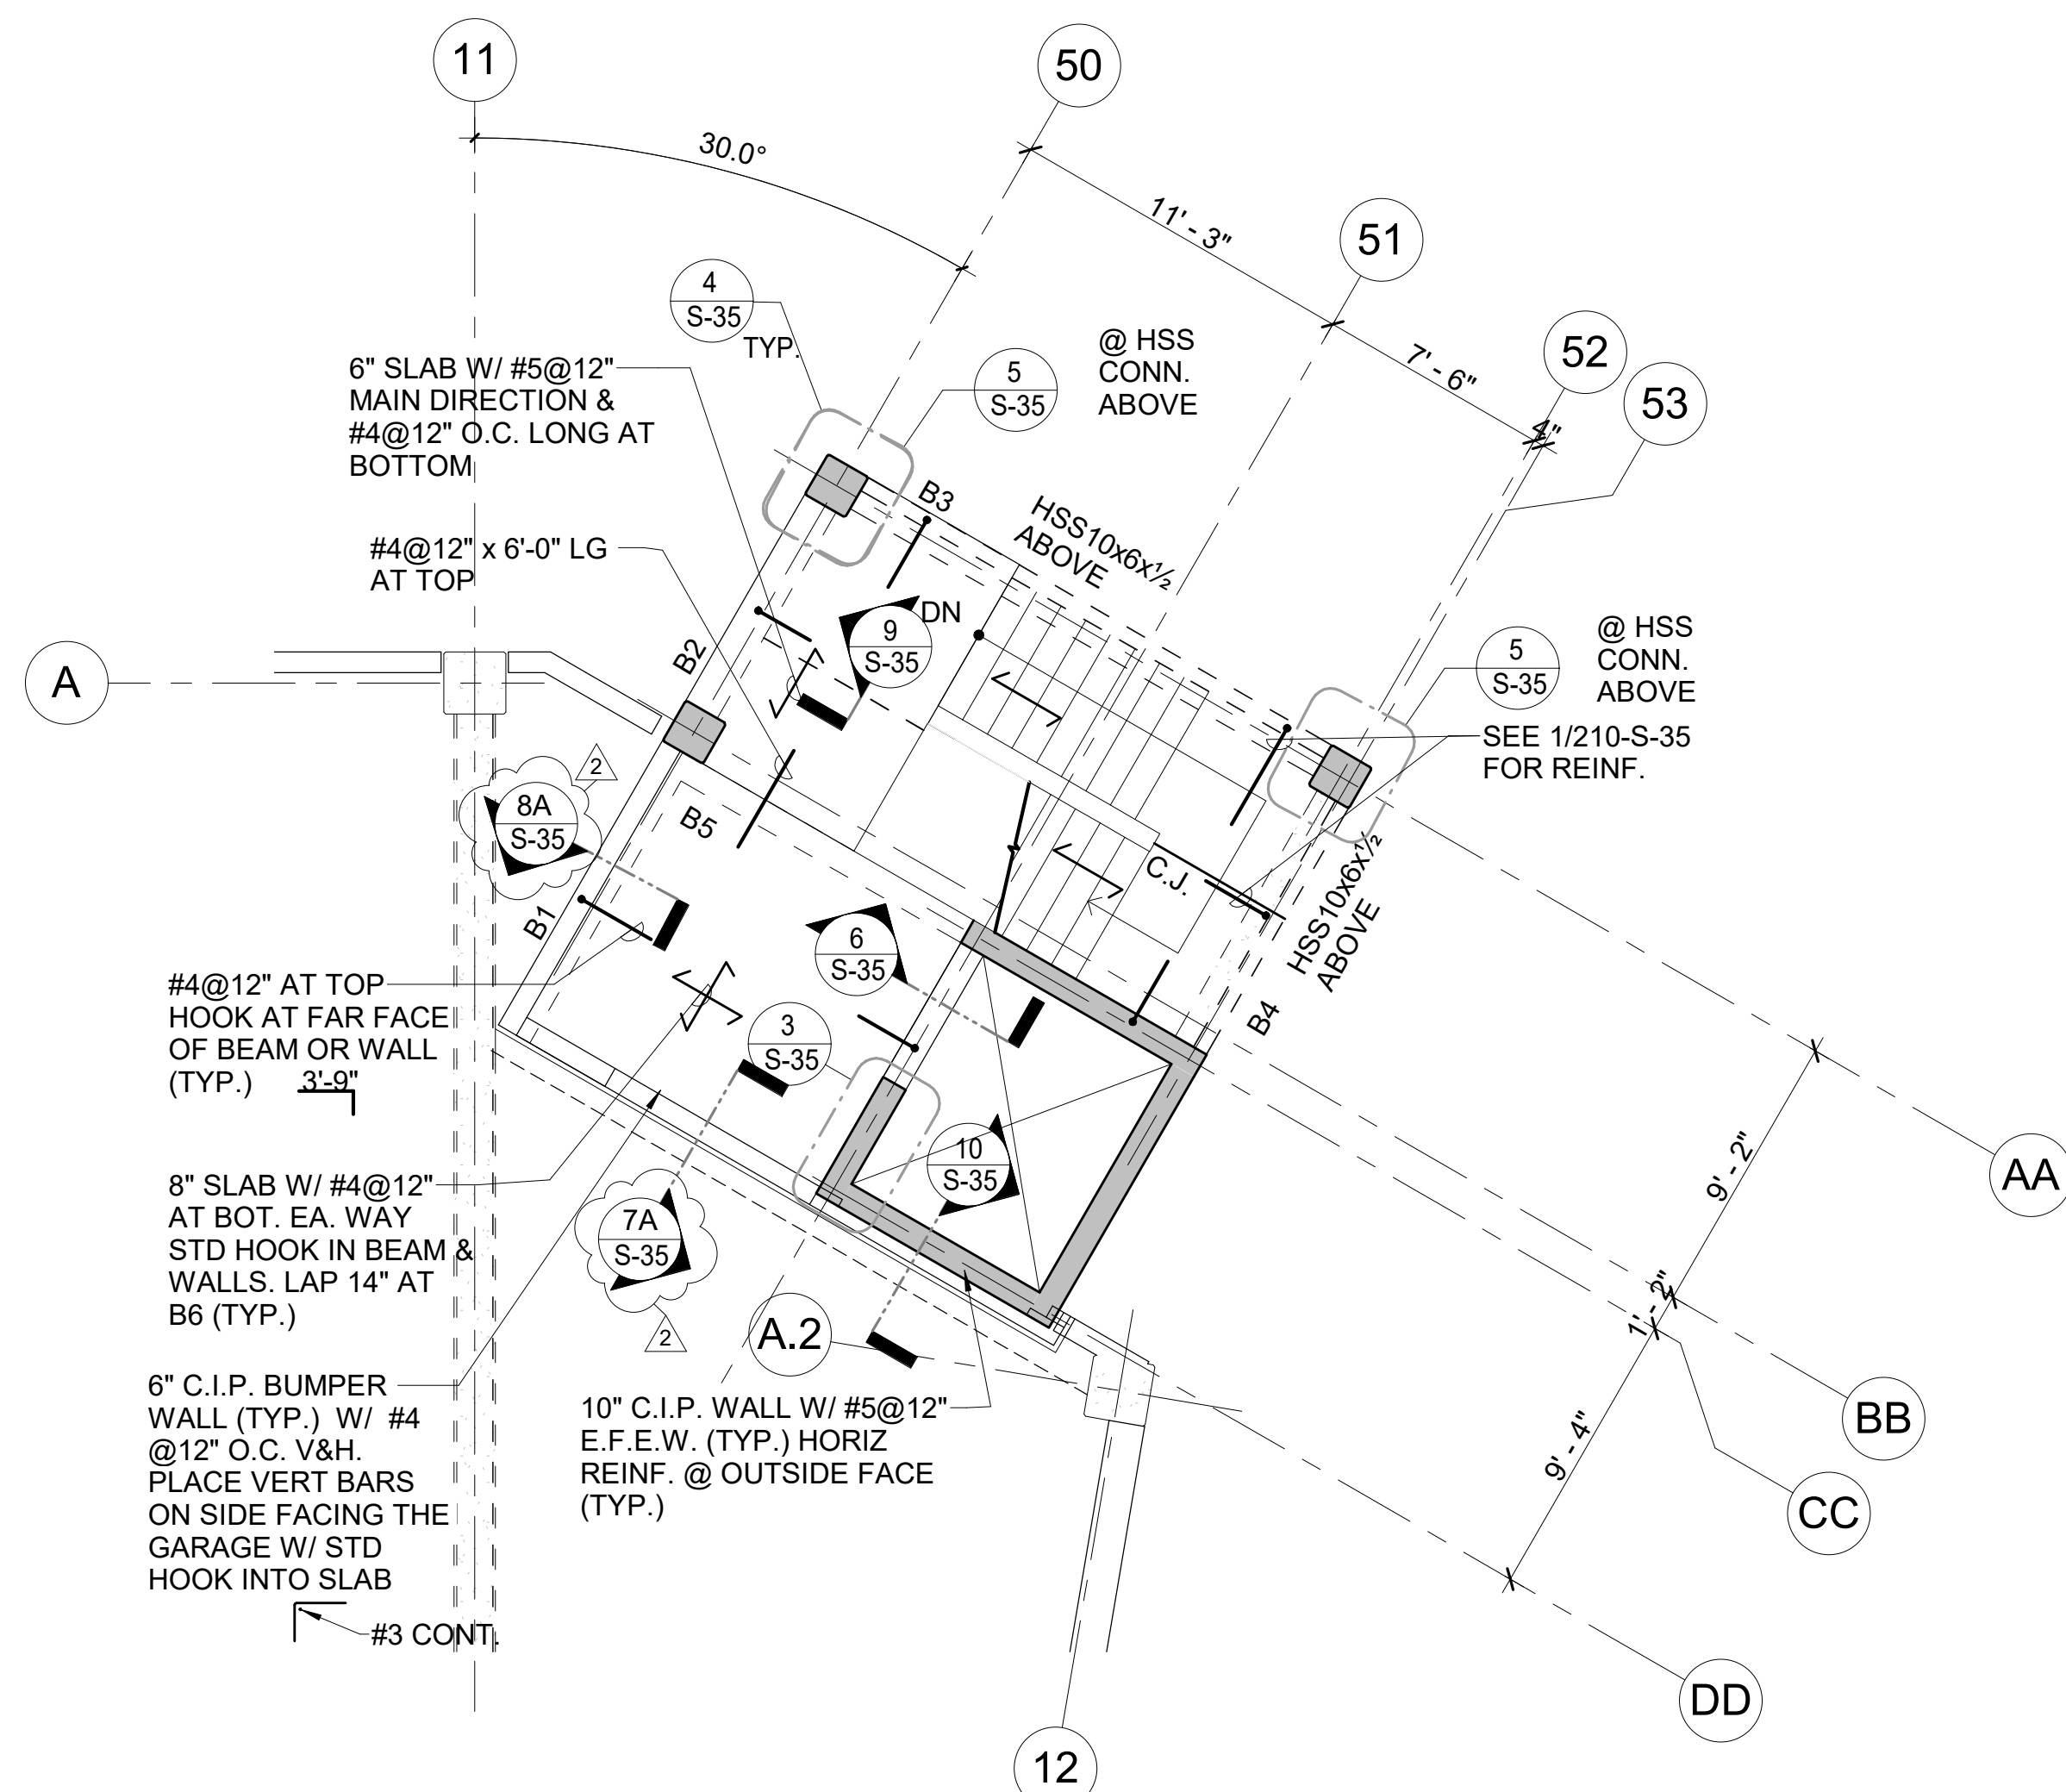 11
50
30.0°
11' - 3"
51
7' - 6"
52
4"
53
4
S-35
TYP.
5
S-35
@ HSS
CONN.
ABOVE
6" SLAB W/ #5@12"
MAIN DIRECTION &
#4@12" O.C. LONG AT
BOTTOM
B3
HSS10x6x½
ABOVE
#4@12" x 6'-0" LG
AT TOP
DN
9
S-35
B2
A
5
S-35
@ HSS
CONN.
ABOVE
SEE 1/210-S-35
FOR REINF.
2
8A
S-35
B5
C.J.
HSS10x6x½
ABOVE
B1
6
S-35
B4
#4@12" AT TOP
HOOK AT FAR FACE
OF BEAM OR WALL
(TYP.)
3'-9"
3
S-35
10
S-35
9' - 2"
AA
8" SLAB W/ #4@12"
AT BOT. EA. WAY
STD HOOK IN BEAM &
WALLS. LAP 14" AT
B6 (TYP.)
7A
S-35
2
A.2
1' - 2"
BB
6" C.I.P. BUMPER
WALL (TYP.) W/ #4
@12" O.C. V&H.
PLACE VERT BARS
ON SIDE FACING THE
GARAGE W/ STD
HOOK INTO SLAB
#3 CONT.
10" C.I.P. WALL W/ #5@12"
E.F.E.W. (TYP.) HORIZ
REINF. @ OUTSIDE FACE
(TYP.)
9' - 4"
CC
DD
12